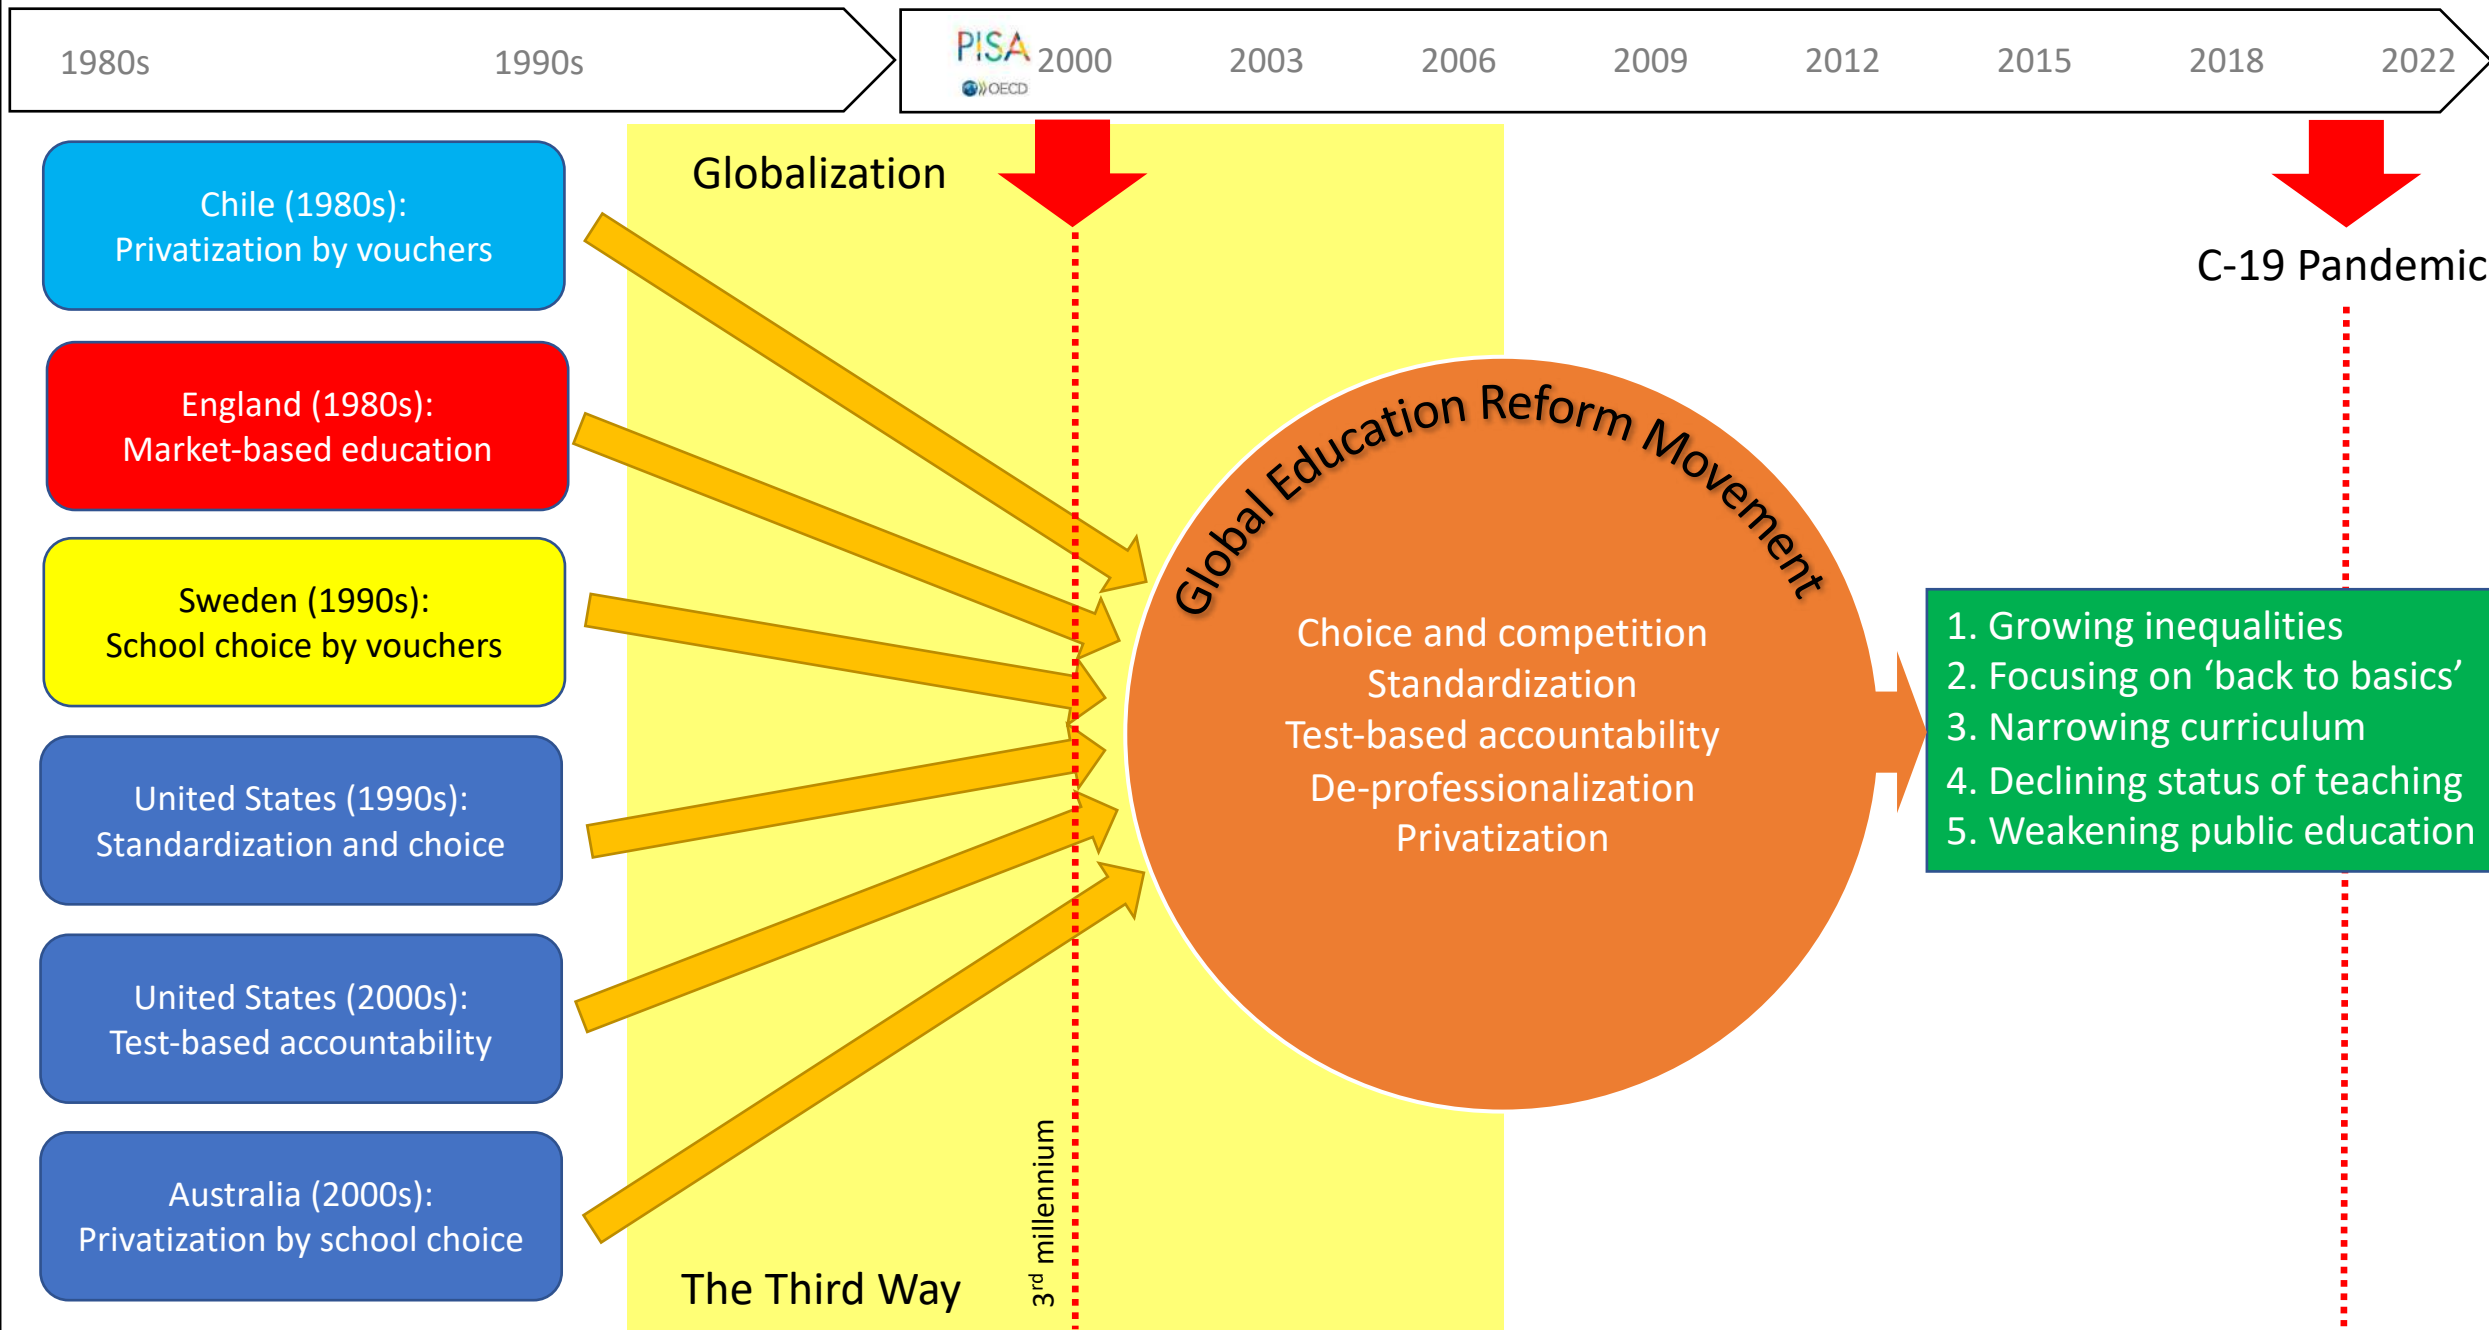 1980s 1990s PISA 2000 2003 2006 2009 2012 2015 2018 2022
OECD
Globalization
Chile (1980s):
Privatization by vouchers
C-19 Pandemic
England (1980s):
Market-based education
Sweden (1990s):
School choice by vouchers
United States (1990s):
Standardization and choice
United States (2000s):
Test-based accountability
Australia (2000s):
Privatization by school choice
The Third Way
3rd millennium
Global Education Reform Movement
Choice and competition
Standardization
Test-based accountability
De-professionalization
Privatization
1. Growing inequalities
2. Focusing on ‘back to basics’
3. Narrowing curriculum
4. Declining status of teaching
5. Weakening public education